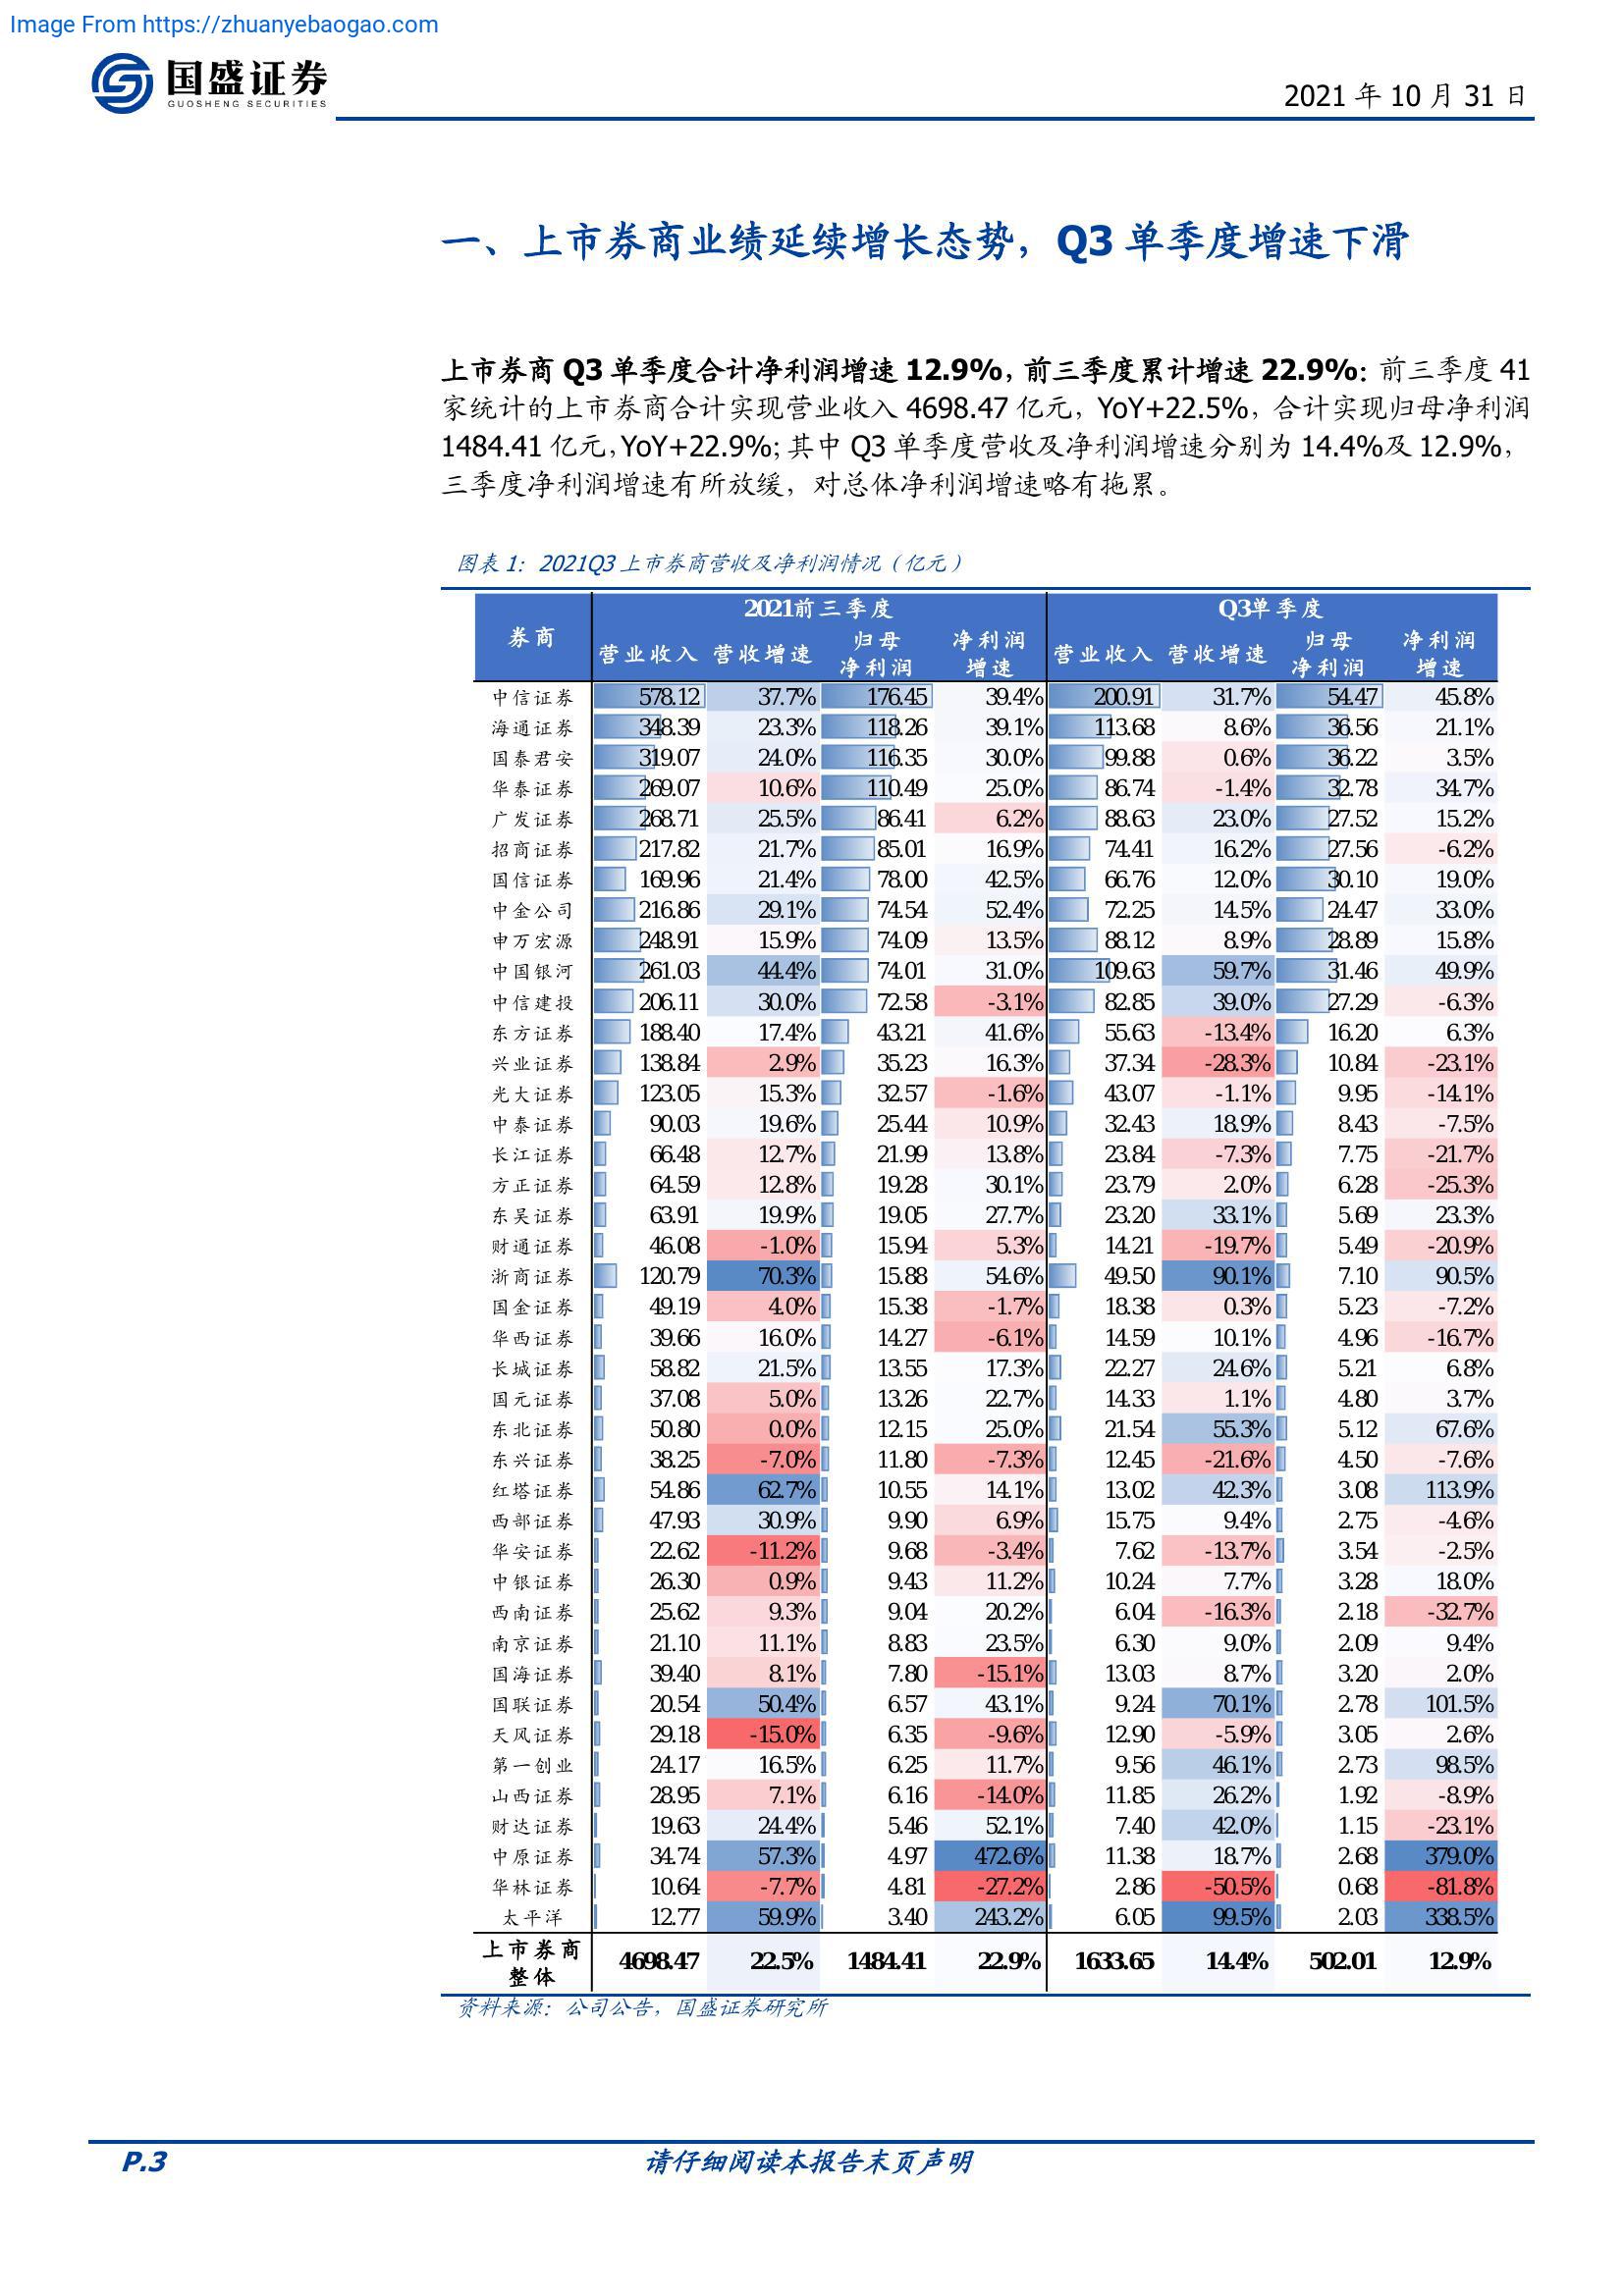 Image From https://zhuanyebaogao.com
国盛证券
GUOSHENG SECURITIES
2021 年 10 月 31 日
一、上市券商业绩延续增长态势，Q3 单季度增速下滑
上市券商 Q3 单季度合计净利润增速 12.9%，前三季度累计增速 22.9%：前三季度 41
家统计的上市券商合计实现营业收入 4698.47 亿元，YoY+22.5%，合计实现归母净利润
1484.41 亿元，YoY+22.9%；其中 Q3 单季度营收及净利润增速分别为 14.4%及 12.9%，
三季度净利润增速有所放缓，对总体净利润增速略有拖累。
图表 1：2021Q3 上市券商营收及净利润情况（亿元）
券商 2021前三季度 Q3单季度
营业收入 营收增速 归母净利润 净利润增速 营业收入 营收增速 归母净利润 净利润增速
中信证券 578.12 37.7% 176.45 39.4% 200.91 31.7% 54.47 45.8%
海通证券 348.39 23.3% 118.26 39.1% 113.68 8.6% 36.56 21.1%
国泰君安 319.07 24.0% 116.35 30.0% 99.88 0.6% 36.22 3.5%
华泰证券 269.07 10.6% 110.49 25.0% 86.74 -1.4% 32.78 34.7%
广发证券 268.71 25.5% 86.41 6.2% 88.63 23.0% 27.52 15.2%
招商证券 217.82 21.7% 85.01 16.9% 74.41 16.2% 27.56 -6.2%
国信证券 169.96 21.4% 78.00 42.5% 66.76 12.0% 30.10 19.0%
中金公司 216.86 29.1% 74.54 52.4% 72.25 14.5% 24.47 33.0%
申万宏源 248.91 15.9% 74.09 13.5% 88.12 8.9% 28.89 15.8%
中国银河 261.03 44.4% 74.01 31.0% 109.63 59.7% 31.46 49.9%
中信建投 206.11 30.0% 72.58 -3.1% 82.85 39.0% 27.29 -6.3%
东方证券 188.40 17.4% 43.21 41.6% 55.63 -13.4% 16.20 6.3%
兴业证券 138.84 2.9% 35.23 16.3% 37.34 -28.3% 10.84 -23.1%
光大证券 123.05 15.3% 32.57 -1.6% 43.07 -1.1% 9.95 -14.1%
中泰证券 90.03 19.6% 25.44 10.9% 32.43 18.9% 8.43 -7.5%
长江证券 66.48 12.7% 21.99 13.8% 23.84 -7.3% 7.75 -21.7%
方正证券 64.59 12.8% 19.28 30.1% 23.79 2.0% 6.28 -25.3%
东吴证券 63.91 19.9% 19.05 27.7% 23.20 33.1% 5.69 23.3%
财通证券 46.08 -1.0% 15.94 5.3% 14.21 -19.7% 5.49 -20.9%
浙商证券 120.79 70.3% 15.88 54.6% 49.50 90.1% 7.10 90.5%
国金证券 49.19 4.0% 15.38 -1.7% 18.38 0.3% 5.23 -7.2%
华西证券 39.66 16.0% 14.27 -6.1% 14.59 10.1% 4.96 -16.7%
长城证券 58.82 21.5% 13.55 17.3% 22.27 24.6% 5.21 6.8%
国元证券 37.08 5.0% 13.26 22.7% 14.33 1.1% 4.80 3.7%
东北证券 50.80 0.0% 12.15 25.0% 21.54 55.3% 5.12 67.6%
东兴证券 38.25 -7.0% 11.80 -7.3% 12.45 -21.6% 4.50 -7.6%
红塔证券 54.86 62.7% 10.55 14.1% 13.02 42.3% 3.08 113.9%
西部证券 47.93 30.9% 9.90 6.9% 15.75 9.4% 2.75 -4.6%
华安证券 22.62 -11.2% 9.68 -3.4% 7.62 -13.7% 3.54 -2.5%
中银证券 26.30 0.9% 9.43 11.2% 10.24 7.7% 3.28 18.0%
西南证券 25.62 9.3% 9.04 20.2% 6.04 -16.3% 2.18 -32.7%
南京证券 21.10 11.1% 8.83 23.5% 6.30 9.0% 2.09 9.4%
国海证券 39.40 8.1% 7.80 -15.1% 13.03 8.7% 3.20 2.0%
国联证券 20.54 50.4% 6.57 43.1% 9.24 70.1% 2.78 101.5%
天风证券 29.18 -15.0% 6.35 -9.6% 12.90 -5.9% 3.05 2.6%
第一创业 24.17 16.5% 6.25 11.7% 9.56 46.1% 2.73 98.5%
山西证券 28.95 7.1% 6.16 -14.0% 11.85 26.2% 1.92 -8.9%
财达证券 19.63 24.4% 5.46 52.1% 7.40 42.0% 1.15 -23.1%
中原证券 34.74 57.3% 4.97 472.6% 11.38 18.7% 2.68 379.0%
华林证券 10.64 -7.7% 4.81 -27.2% 2.86 -50.5% 0.68 -81.8%
太平洋 12.77 59.9% 3.40 243.2% 6.05 99.5% 2.03 338.5%
上市券商整体 4698.47 22.5% 1484.41 22.9% 1633.65 14.4% 502.01 12.9%
资料来源：公司公告，国盛证券研究所
P.3 请仔细阅读本报告末页声明